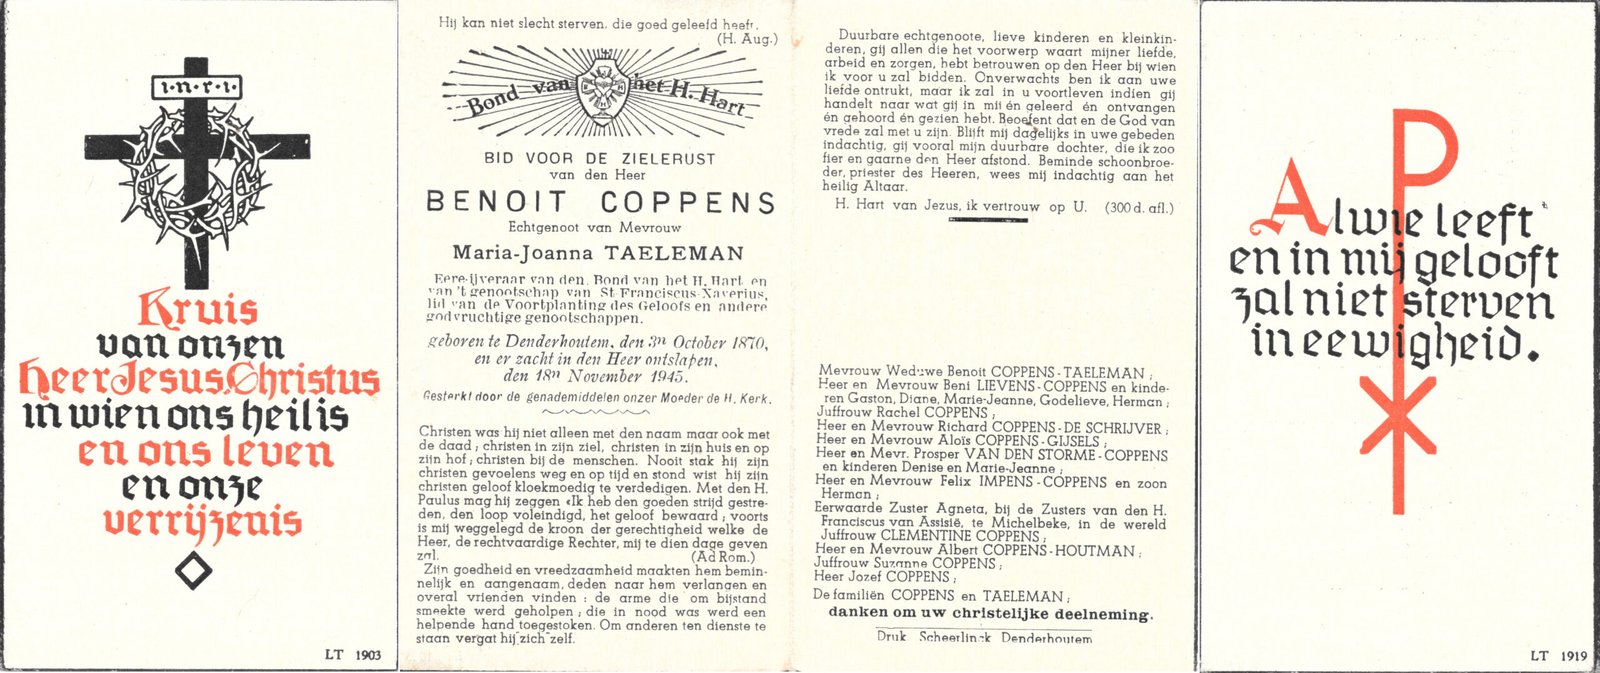 i·n·r·i·
Kruis
van onzen
Heer Jesus Christus
in wien ons heil is
en ons leven
en onze
verrijzenis
LT 1903
Hij kan niet slecht sterven, die goed geleefd heeft.
(H. Aug.)
Bond van het H. Hart
BID VOOR DE ZIELERUST
van den Heer
BENOIT COPPENS
Echtgenoot van Mevrouw
Maria-Joanna TAELEMAN
Eere-ijveraar van den Bond van het H. Hart en
van 't genootschap van St Franciscus-Xaverius,
lid van de Voortplanting des Geloofs en andere
godvruchtige genootschappen.
geboren te Denderhoutem, den 3n October 1870,
en er zacht in den Heer ontslapen,
den 18n November 1945.
Gesterkt door de genademiddelen onzer Moeder de H. Kerk.
Christen was hij niet alleen met den naam maar ook met
de daad; christen in zijn ziel, christen in zijn huis en op
zijn hof; christen bij de menschen. Nooit stak hij zijn
christen gevoelens weg en op tijd en stond wist hij zijn
christen geloof kloekmoedig te verdedigen. Met den H.
Paulus mag hij zeggen «Ik heb den goeden strijd gestre-
den, den loop voleindigd, het geloof bewaard; voorts
is mij weggelegd de kroon der gerechtigheid welke de
Heer, de rechtvaardige Rechter, mij te dien dage geven
zal. (Ad Rom.)
Zijn goedheid en vreedzaamheid maakten hem bemin-
nelijk en aangenaam, deden naar hem verlangen en
overal vrienden vinden: de arme die om bijstand
smeekte werd geholpen; die in nood was werd een
helpende hand toegestoken. Om anderen ten dienste te
staan vergat hij zich zelf.
Duurbare echtgenoote, lieve kinderen en kleinkin-
deren, gij allen die het voorwerp waart mijner liefde,
arbeid en zorgen, hebt betrouwen op den Heer bij wien
ik voor u zal bidden. Onverwachts ben ik aan uwe
liefde ontrukt, maar ik zal in u voortleven indien gij
handelt naar wat gij in mij én geleerd én ontvangen
én gehoord én gezien hebt. Beoefent dat en de God van
vrede zal met u zijn. Blijft mij dagelijks in uwe gebeden
indachtig, gij vooral mijn duurbare dochter, die ik zoo
fier en gaarne den Heer afstond. Beminde schoonbroe-
der, priester des Heeren, wees mij indachtig aan het
heilig Altaar.
H. Hart van Jezus, ik vertrouw op U. (300 d. afl.)
Mevrouw Weduwe Benoit COPPENS-TAELEMAN;
Heer en Mevrouw Beni LIEVENS-COPPENS en kinde-
ren Gaston, Diane, Marie-Jeanne, Godelieve, Herman;
Juffrouw Rachel COPPENS;
Heer en Mevrouw Richard COPPENS-DE SCHRIJVER;
Heer en Mevrouw Aloïs COPPENS-GIJSELS;
Heer en Mevr. Prosper VAN DEN STORME-COPPENS
en kinderen Denise en Marie-Jeanne;
Heer en Mevrouw Felix IMPENS-COPPENS en zoon
Herman;
Eerwaarde Zuster Agneta, bij de Zusters van den H.
Franciscus van Assisië, te Michelbeke, in de wereld
Juffrouw CLEMENTINE COPPENS;
Heer en Mevrouw Albert COPPENS-HOUTMAN;
Juffrouw Suzanne COPPENS;
Heer Jozef COPPENS;
De familiën COPPENS en TAELEMAN;
danken om uw christelijke deelneming.
Druk Scheerlinck Denderhoutem
Alwie leeft
en in mij gelooft
zal niet sterven
in eewigheid.
LT 1919